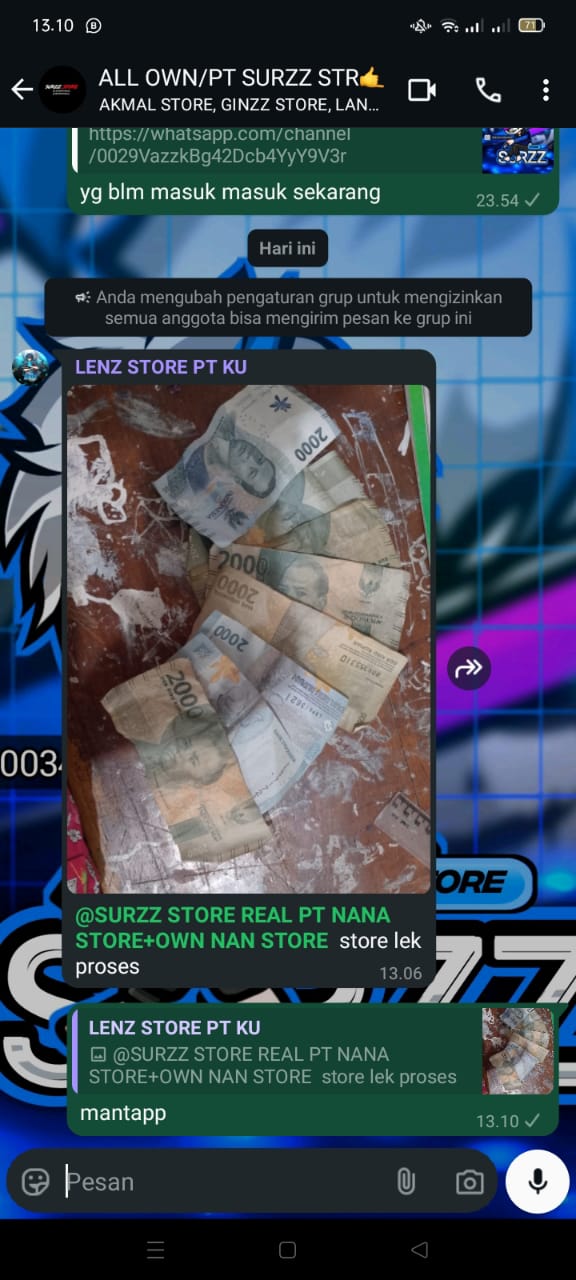 13.10
71
ALL OWN/PT SURZZ STR🤙
AKMAL STORE, GINZZ STORE, LAN...
https://whatsapp.com/channel
/0029VazzkBg42Dcb4YyY9V3r
SURZZ
yg blm masuk masuk sekarang
23.54
Hari ini
Anda mengubah pengaturan grup untuk mengizinkan
semua anggota bisa mengirim pesan ke grup ini
LENZ STORE PT KU
2000
2000
2000
2000
2000
@SURZZ STORE REAL PT NANA
STORE+OWN NAN STORE store lek
proses
13.06
LENZ STORE PT KU
@SURZZ STORE REAL PT NANA
STORE+OWN NAN STORE store lek proses
mantapp
13.10
Pesan